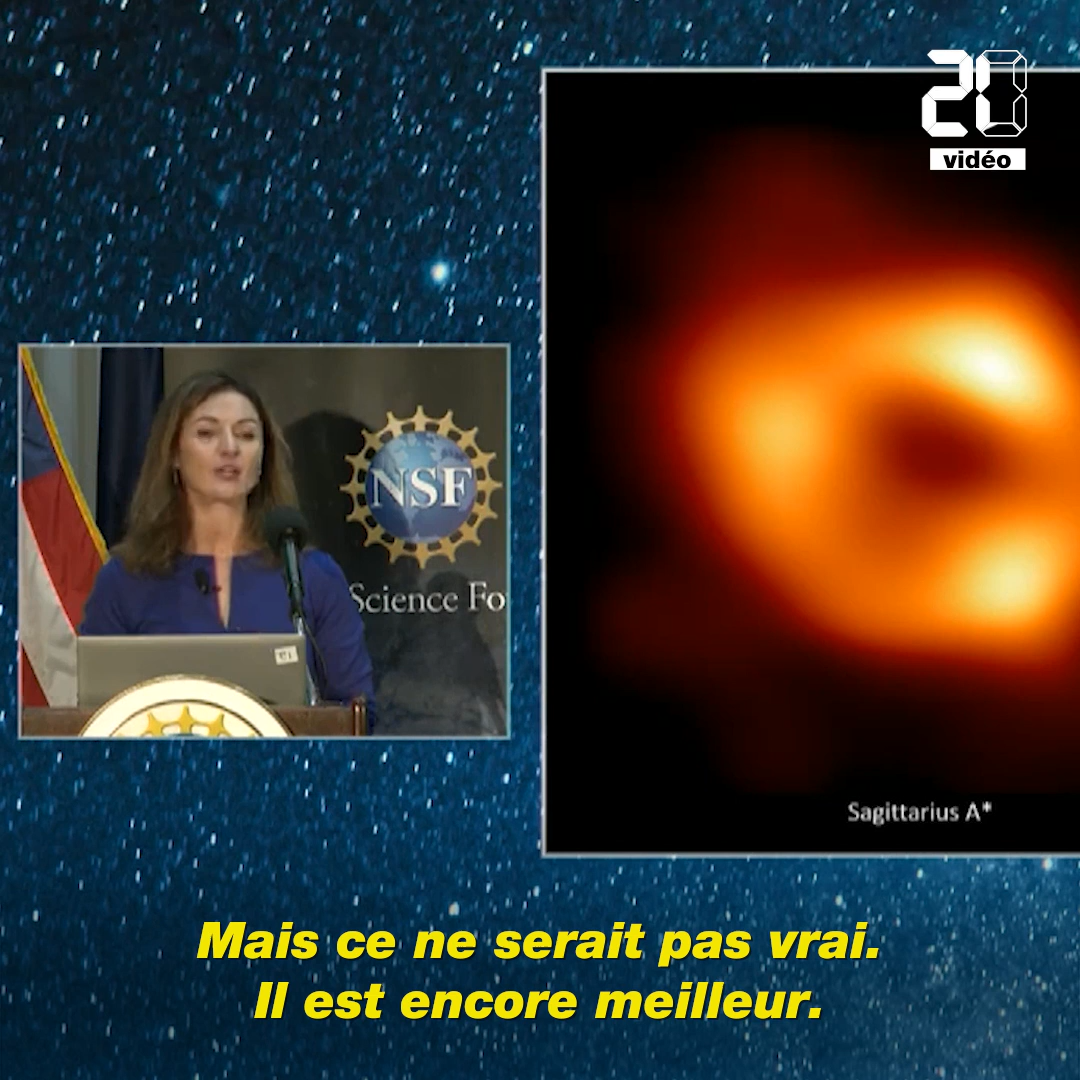 20
vidéo
NSF
Science Fo
Sagittarius A*
Mais ce ne serait pas vrai.
Il est encore meilleur.